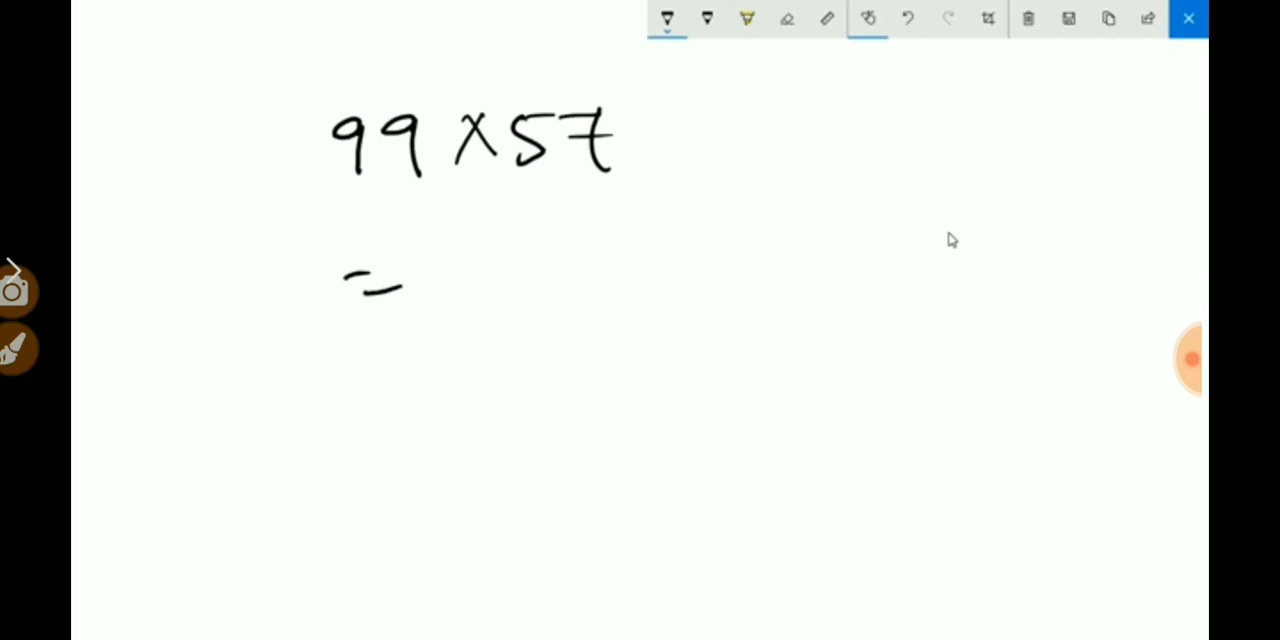 99 × 57
=